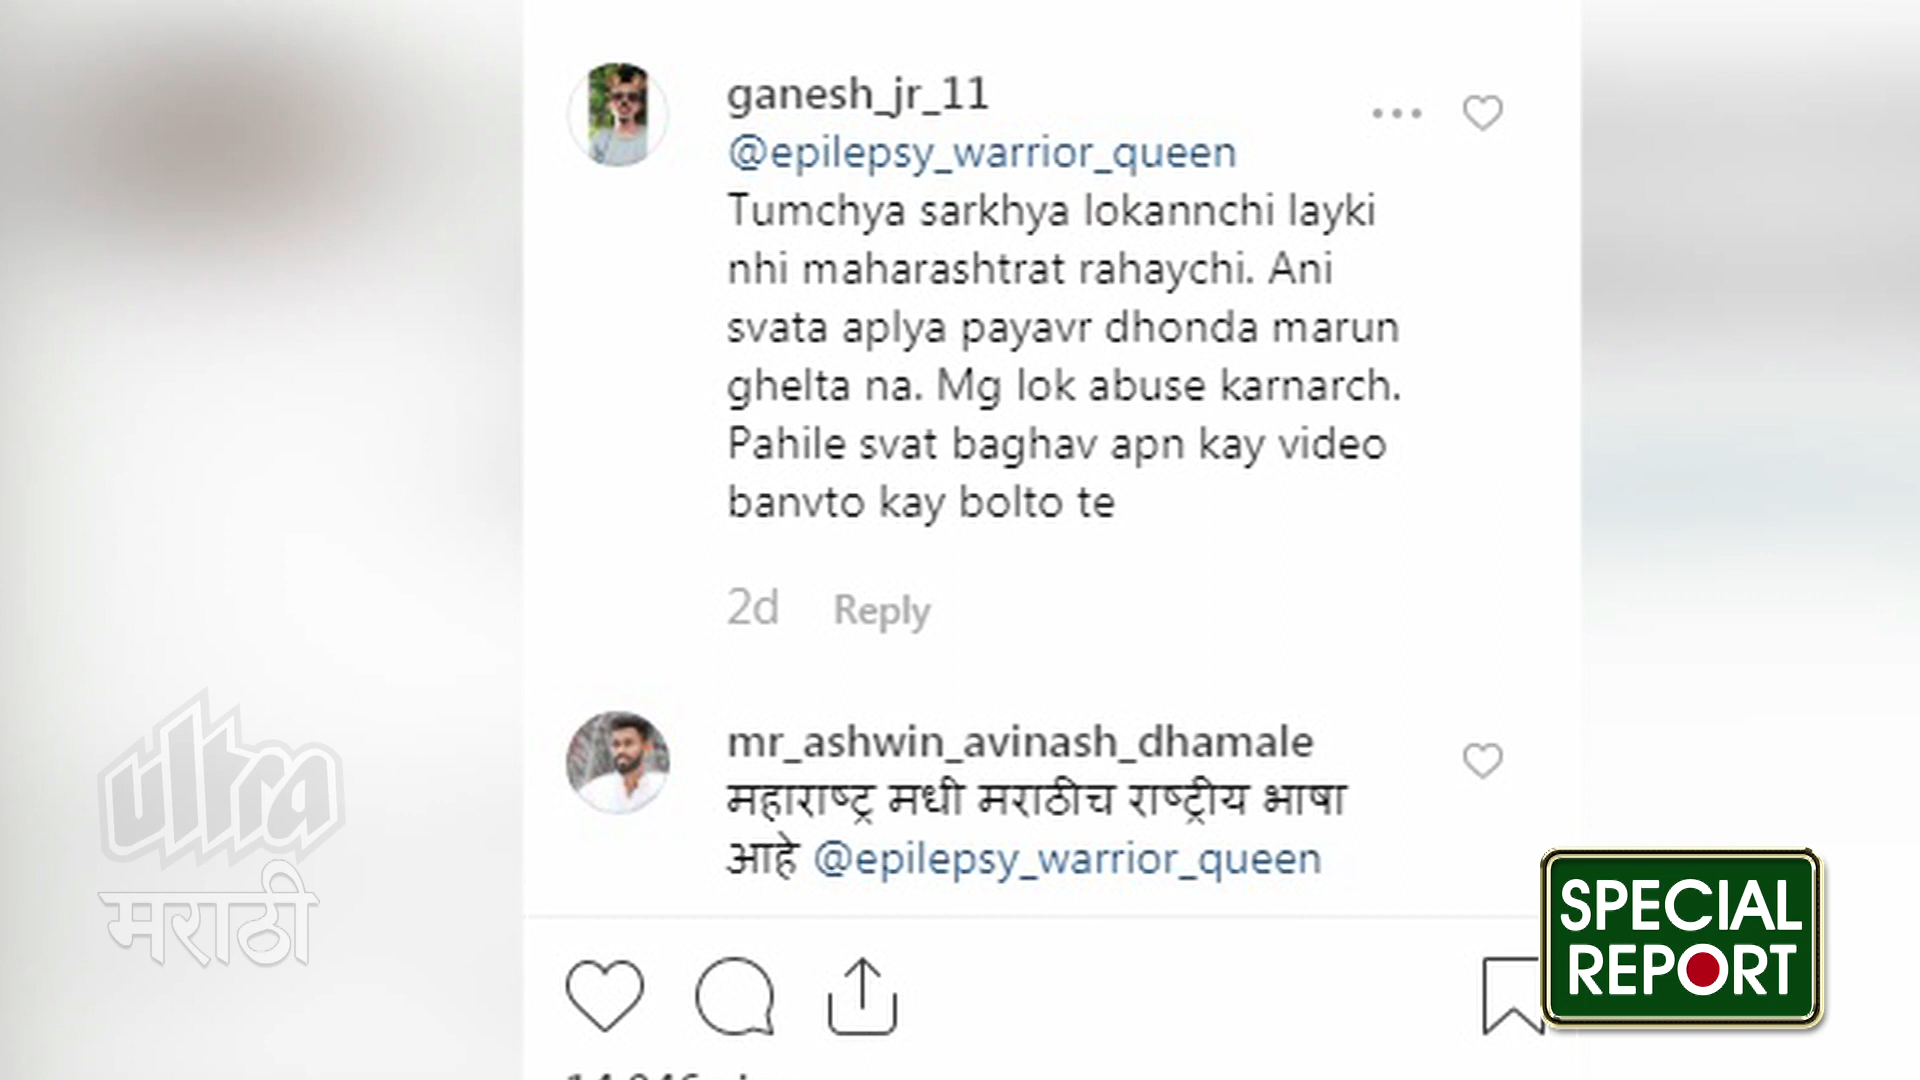 ganesh_jr_11
@epilepsy_warrior_queen
Tumchya sarkhya lokannchi layki
nhi maharashtrat rahaychi. Ani
svata aplya payavr dhonda marun
ghelta na. Mg lok abuse karnarch.
Pahile svat baghav apn kay video
banvto kay bolto te
2d Reply
mr_ashwin_avinash_dhamale
महाराष्ट्र मधी मराठीच राष्ट्रीय भाषा
आहे @epilepsy_warrior_queen
ultra
मराठी
SPECIAL
REPORT